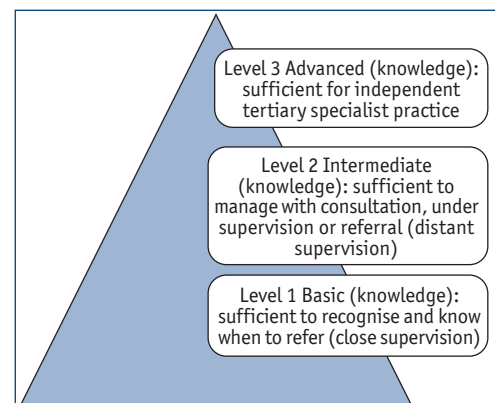 Level 3 Advanced (knowledge):
sufficient for independent
tertiary specialist practice
Level 2 Intermediate
(knowledge): sufficient to
manage with consultation, under
supervision or referral (distant
supervision)
Level 1 Basic (knowledge):
sufficient to recognise and know
when to refer (close supervision)